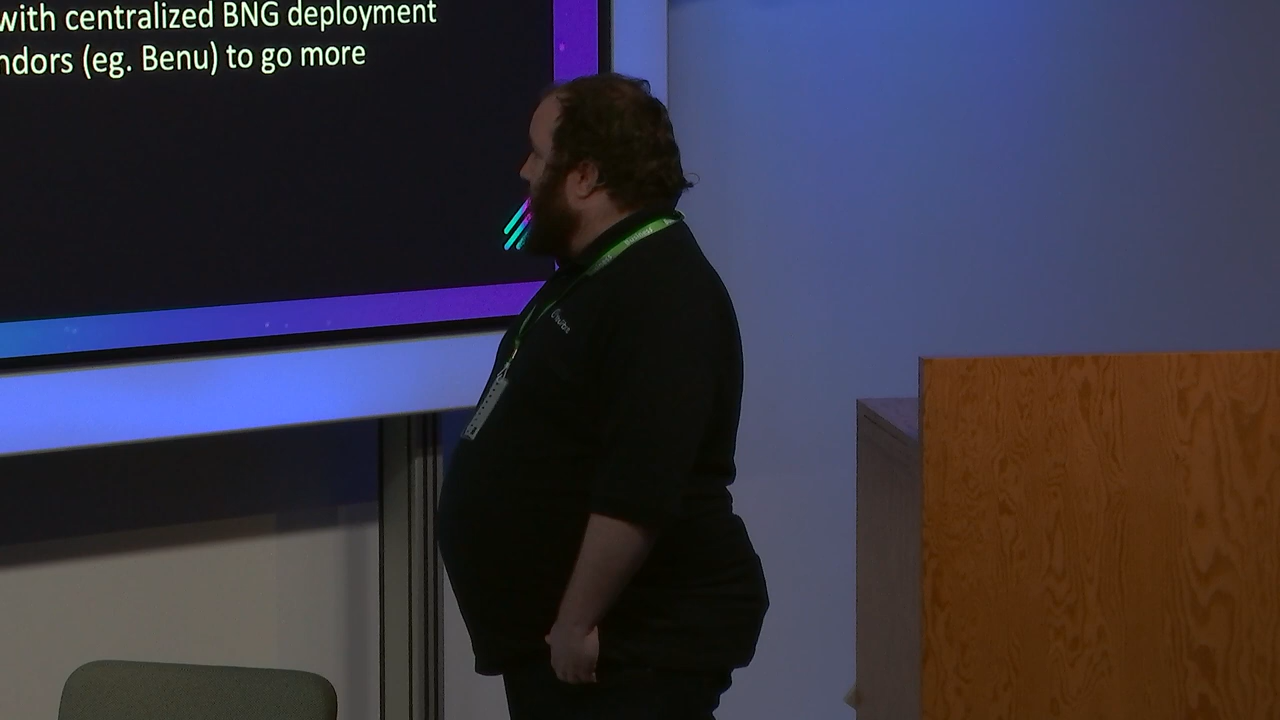 with centralized BNG deployment
ndors (eg. Benu) to go more